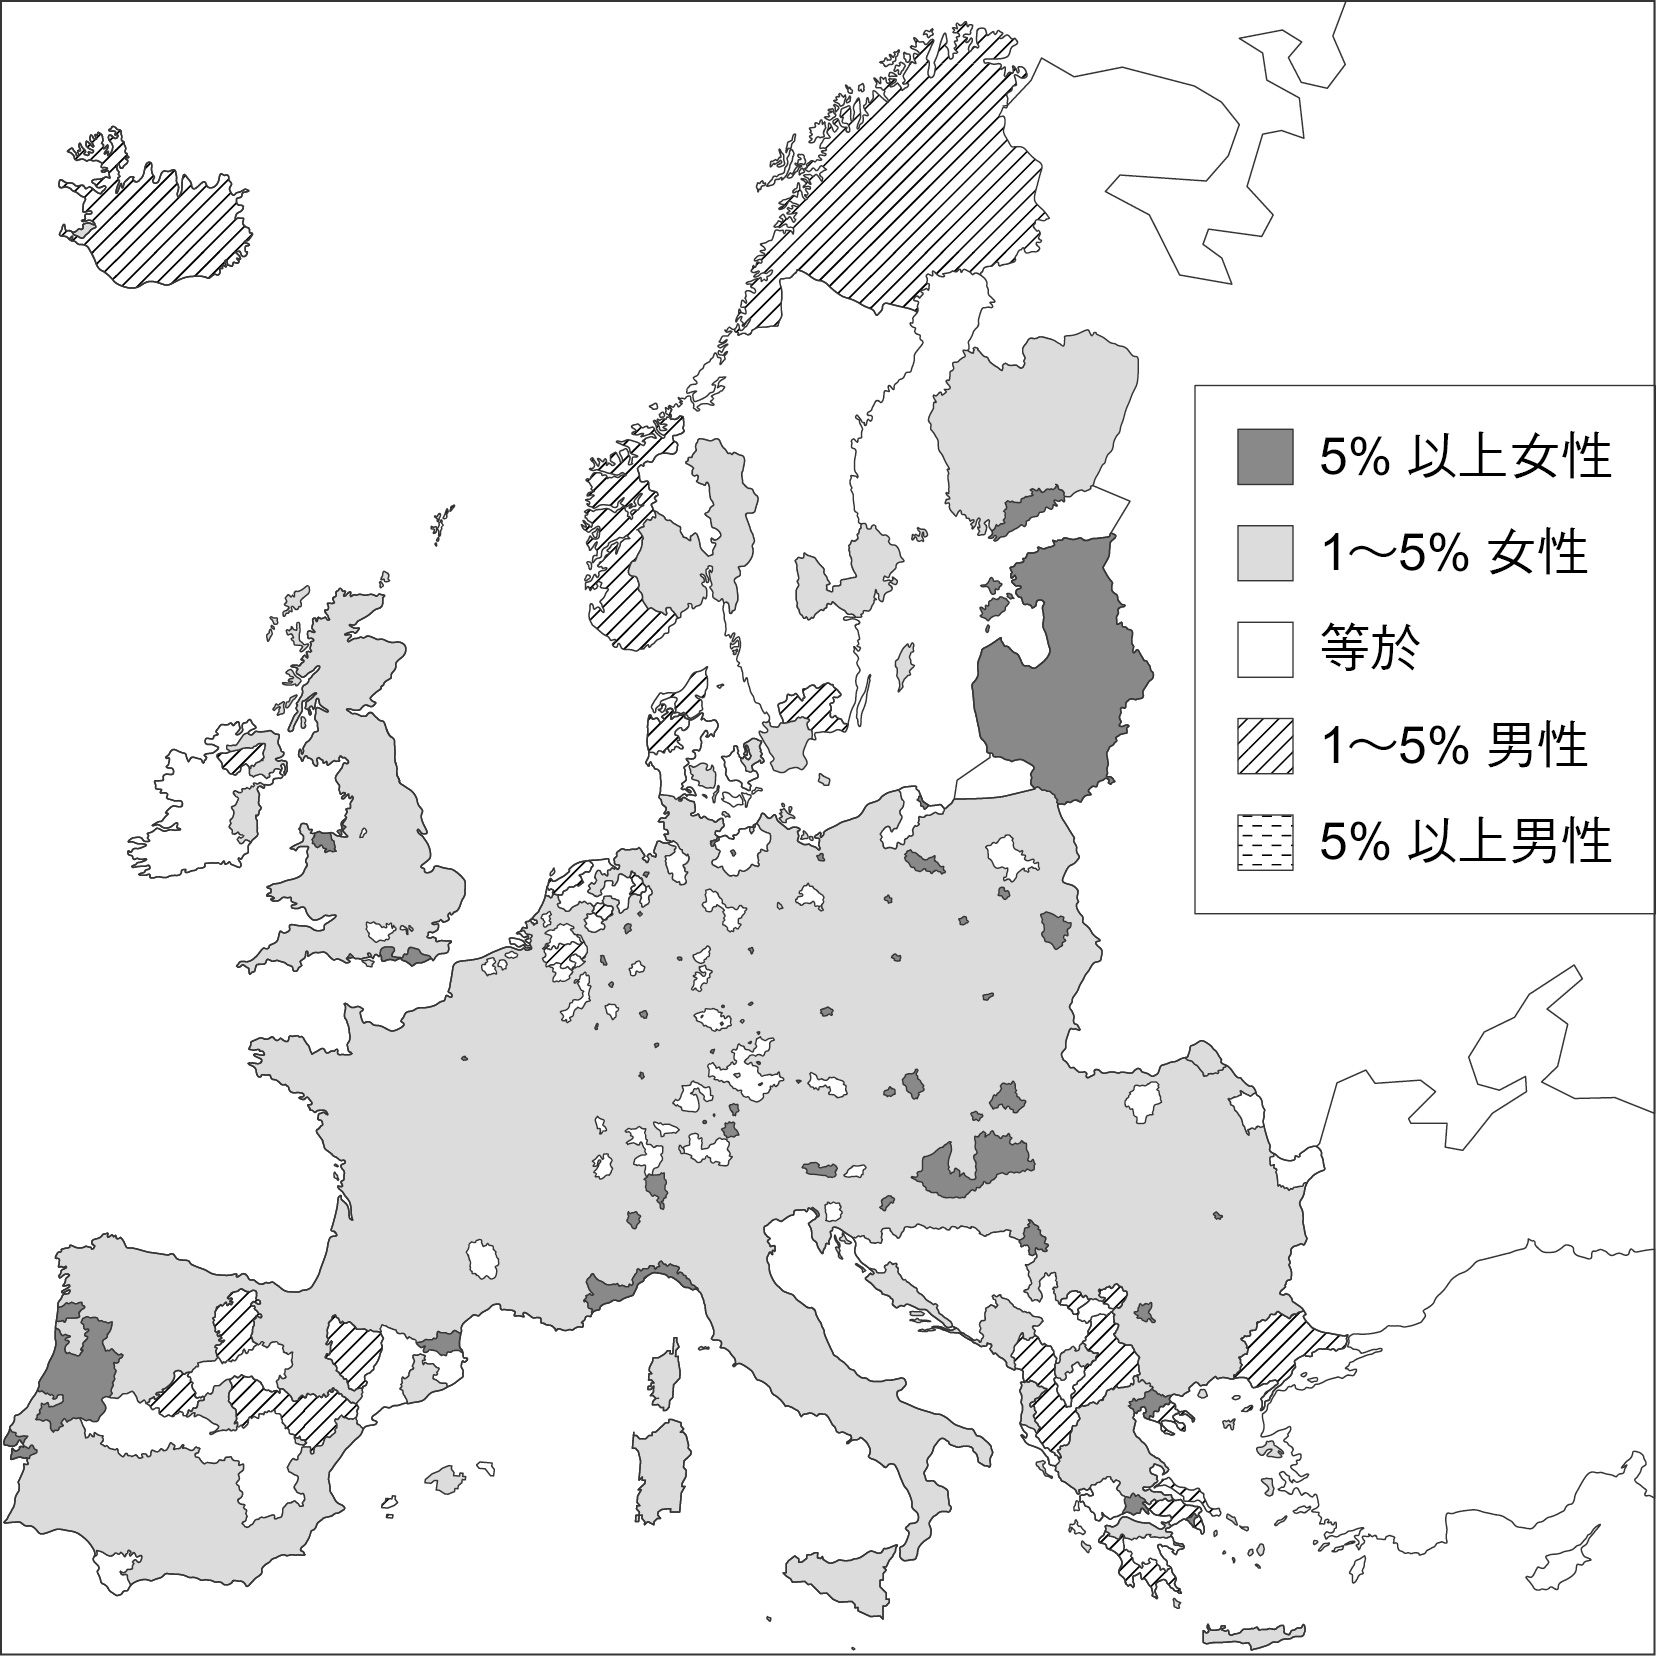 5% 以上女性
1～5% 女性
等於
1～5% 男性
5% 以上男性